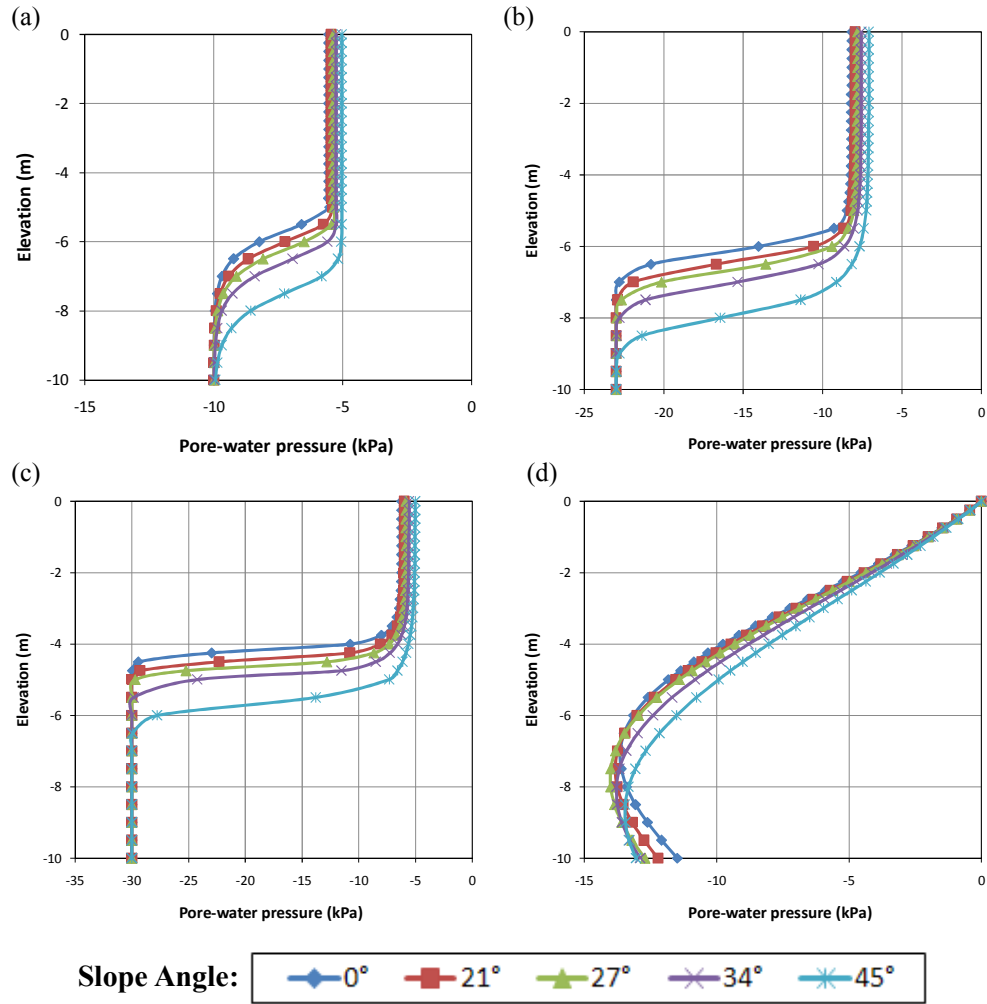 (a)
0
-2
-4
-6
-8
-10
Elevation (m)
-15 -10 -5 0
Pore-water pressure (kPa)
(b)
0
-2
-4
-6
-8
-10
Elevation (m)
-25 -20 -15 -10 -5 0
Pore-water pressure (kPa)
(c)
0
-2
-4
-6
-8
-10
Elevation (m)
-35 -30 -25 -20 -15 -10 -5 0
Pore-water pressure (kPa)
(d)
0
-2
-4
-6
-8
-10
Elevation (m)
-15 -10 -5 0
Pore-water pressure (kPa)
Slope Angle: 0° 21° 27° 34° 45°